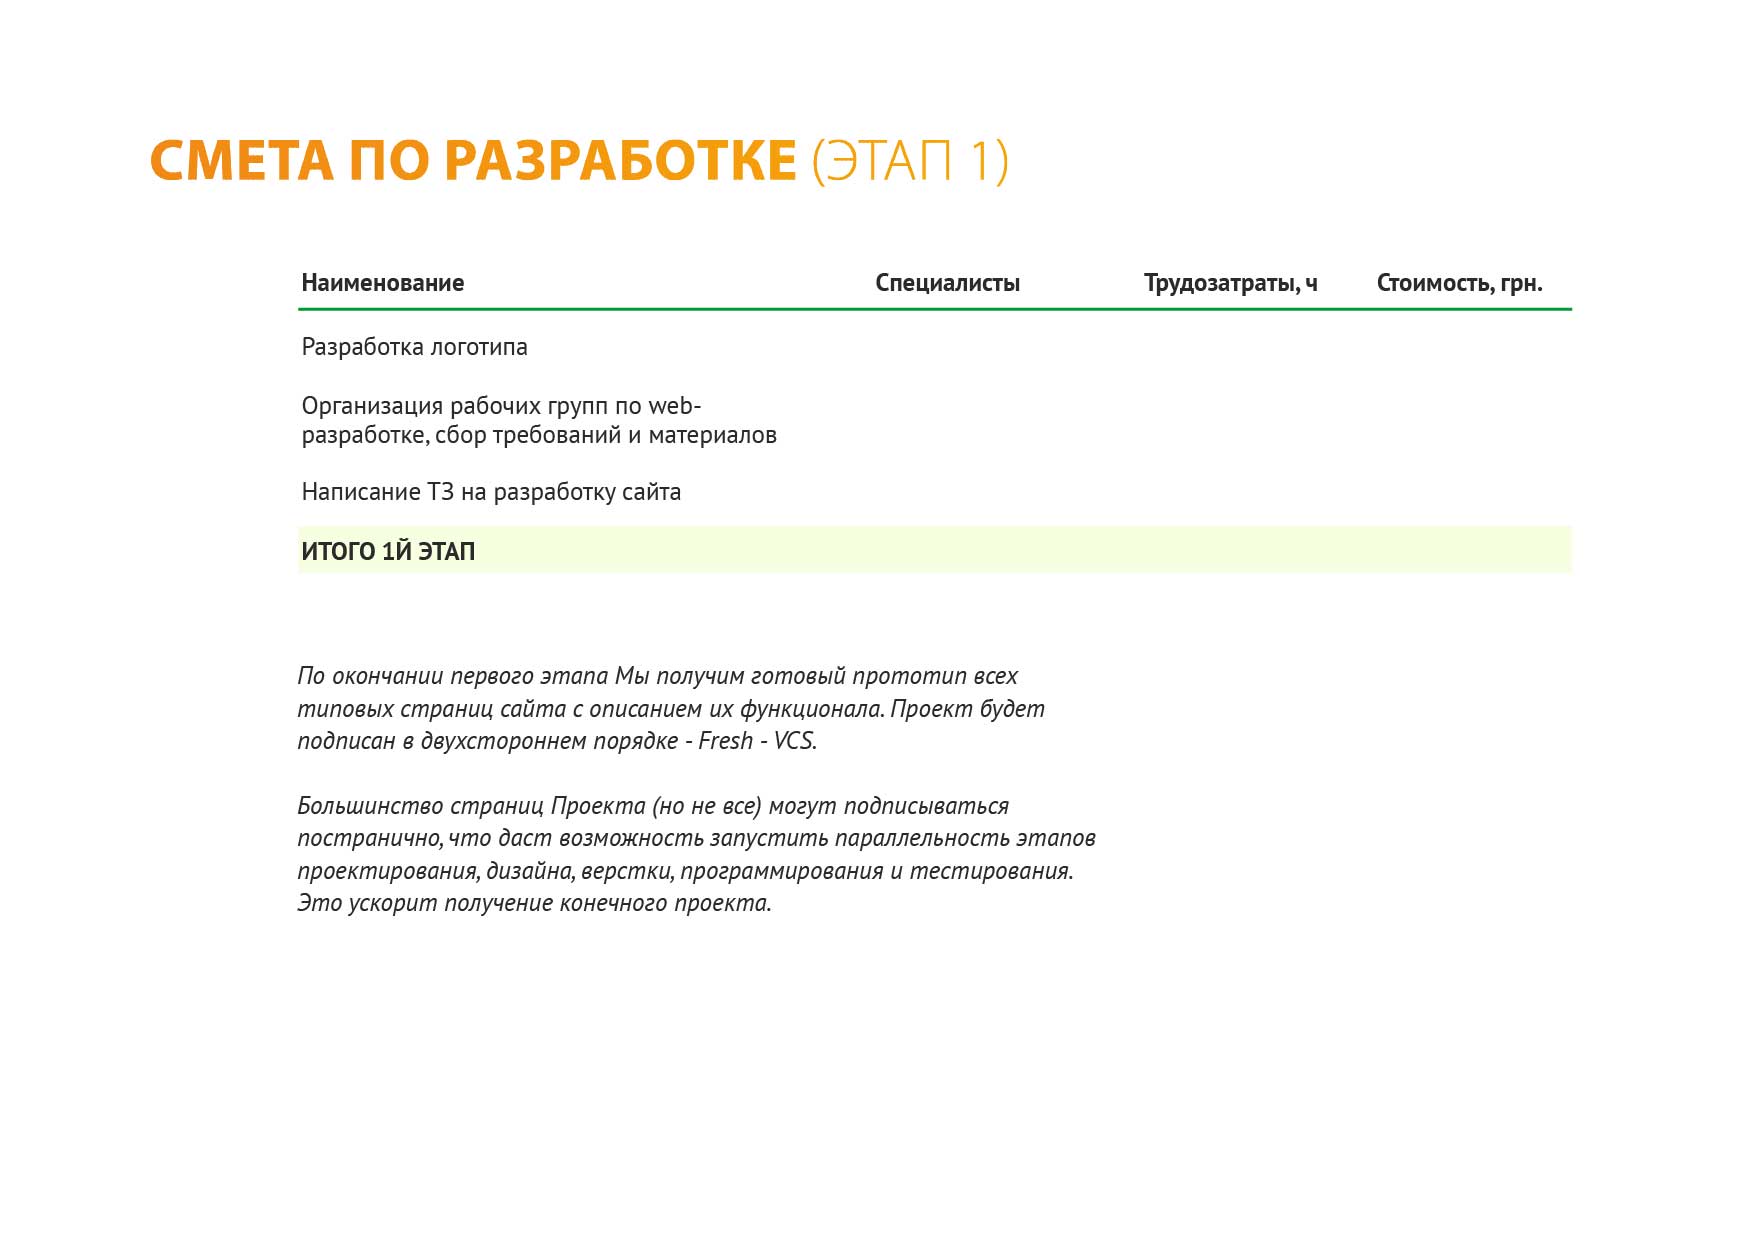 СМЕТА ПО РАЗРАБОТКЕ (ЭТАП 1)
Наименование Специалисты Трудозатраты, ч Стоимость, грн.
Разработка логотипа
Организация рабочих групп по web-
разработке, сбор требований и материалов
Написание ТЗ на разработку сайта
ИТОГО 1Й ЭТАП
По окончании первого этапа Мы получим готовый прототип всех
типовых страниц сайта с описанием их функционала. Проект будет
подписан в двухстороннем порядке - Fresh - VCS.
Большинство страниц Проекта (но не все) могут подписываться
постранично, что даст возможность запустить параллельность этапов
проектирования, дизайна, верстки, программирования и тестирования.
Это ускорит получение конечного проекта.